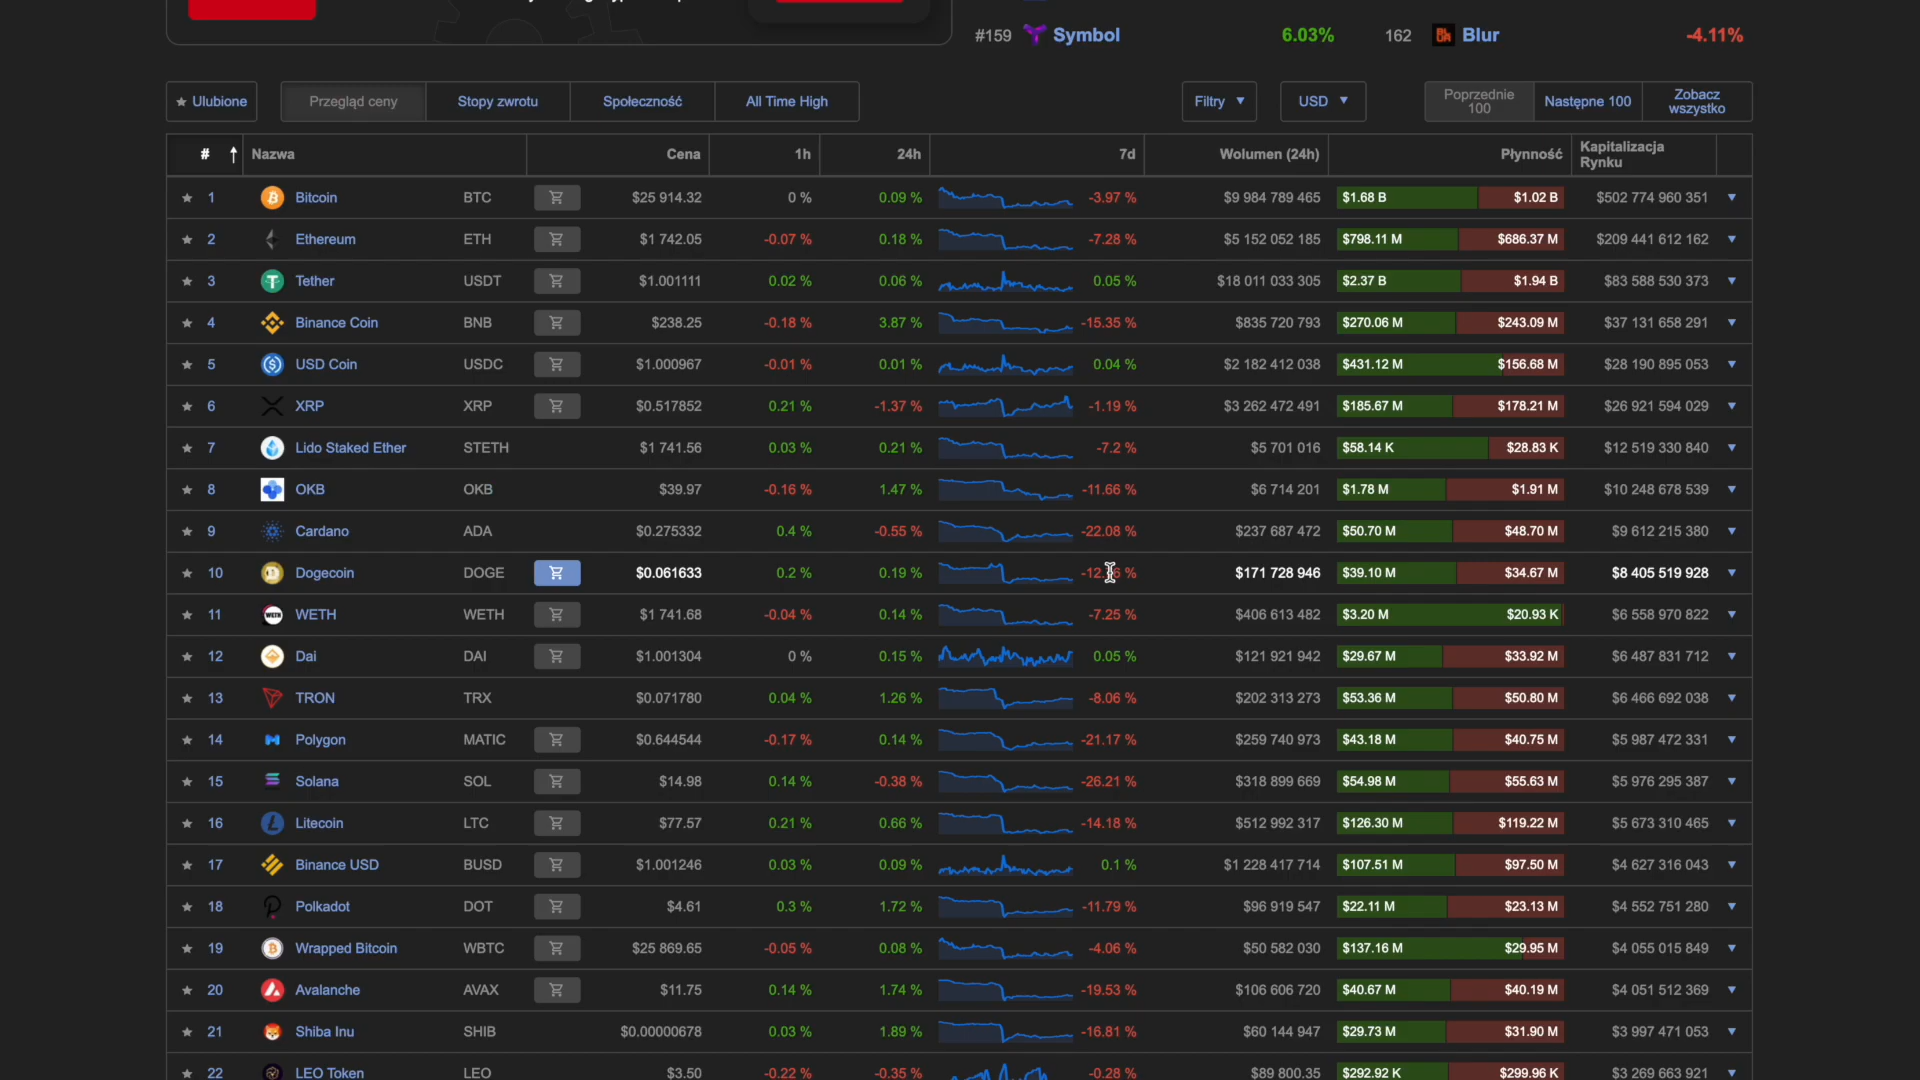 #159 Symbol 6.03% 162 Blur -4.11%
★ Ulubione Przegląd ceny Stopy zwrotu Społeczność All Time High Filtry ▼ USD ▼ Poprzednie 100 Następne 100 Zobacz wszystko
# ↑ Nazwa Cena 1h 24h 7d Wolumen (24h) Płynność Kapitalizacja Rynku
1 Bitcoin BTC $25 914.32 0 % 0.09 % -3.97 % $9 984 789 465 $1.68 B $1.02 B $502 774 960 351
2 Ethereum ETH $1 742.05 -0.07 % 0.18 % -7.28 % $5 152 052 185 $798.11 M $686.37 M $209 441 612 162
3 Tether USDT $1.001111 0.02 % 0.06 % 0.05 % $18 011 033 305 $2.37 B $1.94 B $83 588 530 373
4 Binance Coin BNB $238.25 -0.18 % 3.87 % -15.35 % $835 720 793 $270.06 M $243.09 M $37 131 658 291
5 USD Coin USDC $1.000967 -0.01 % 0.01 % 0.04 % $2 182 412 038 $431.12 M $156.68 M $28 190 895 053
6 XRP XRP $0.517852 0.21 % -1.37 % -1.19 % $3 262 472 491 $185.67 M $178.21 M $26 921 594 029
7 Lido Staked Ether STETH $1 741.56 0.03 % 0.21 % -7.2 % $5 701 016 $58.14 K $28.83 K $12 519 330 840
8 OKB OKB $39.97 -0.16 % 1.47 % -11.66 % $6 714 201 $1.78 M $1.91 M $10 248 678 539
9 Cardano ADA $0.275332 0.4 % -0.55 % -22.08 % $237 687 472 $50.70 M $48.70 M $9 612 215 380
10 Dogecoin DOGE $0.061633 0.2 % 0.19 % $171 728 946 $39.10 M $34.67 M $8 405 519 928
11 WETH WETH $1 741.68 -0.04 % 0.14 % -7.25 % $406 613 482 $3.20 M $20.93 K $6 558 970 822
12 Dai DAI $1.001304 0 % 0.15 % 0.05 % $121 921 942 $29.67 M $33.92 M $6 487 831 712
13 TRON TRX $0.071780 0.04 % 1.26 % -8.06 % $202 313 273 $53.36 M $50.80 M $6 466 692 038
14 Polygon MATIC $0.644544 -0.17 % 0.14 % -21.17 % $259 740 973 $43.18 M $40.75 M $5 987 472 331
15 Solana SOL $14.98 0.14 % -0.38 % -26.21 % $318 899 669 $54.98 M $55.63 M $5 976 295 387
16 Litecoin LTC $77.57 0.21 % 0.66 % -14.18 % $512 992 317 $126.30 M $119.22 M $5 673 310 465
17 Binance USD BUSD $1.001246 0.03 % 0.09 % 0.1 % $1 228 417 714 $107.51 M $97.50 M $4 627 316 043
18 Polkadot DOT $4.61 0.3 % 1.72 % -11.79 % $96 919 547 $22.11 M $23.13 M $4 552 751 280
19 Wrapped Bitcoin WBTC $25 869.65 -0.05 % 0.08 % -4.06 % $50 582 030 $137.16 M $29.95 M $4 055 015 849
20 Avalanche AVAX $11.75 0.14 % 1.74 % -19.53 % $106 606 720 $40.67 M $40.19 M $4 051 512 369
21 Shiba Inu SHIB $0.00000678 0.03 % 1.89 % -16.81 % $60 144 947 $29.73 M $31.90 M $3 997 471 053
22 LEO Token LEO $3.50 -0.22 % -0.35 % -0.28 % $89 800.35 $292.92 K $299.96 K $3 269 663 921